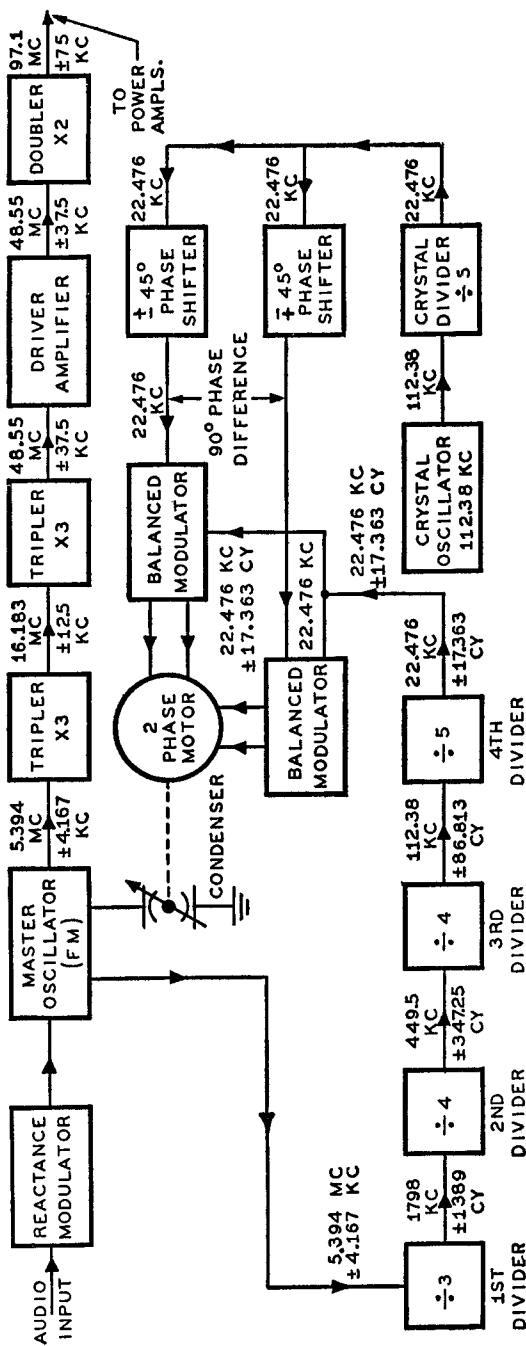 AUDIO
INPUT
REACTANCE
MODULATOR
MASTER
OSCILLATOR
(FM)
5.394
MC
±4.167
KC
TRIPLER
X3
16.183
MC
±12.5
KC
TRIPLER
X3
48.55
MC
±37.5
KC
DRIVER
AMPLIFIER
48.55
MC
±37.5
KC
DOUBLER
X2
97.1
MC
±75
KC
TO
POWER
AMPLS.
CONDENSER
2
PHASE
MOTOR
BALANCED
MODULATOR
22.476
KC
± 45°
PHASE
SHIFTER
22.476
KC
90° PHASE
DIFFERENCE
22.476 KC
±17.363 CY
BALANCED
MODULATOR
22.476 KC
∓ 45°
PHASE
SHIFTER
22.476
KC
5.394 MC
±4.167 KC
÷3
1ST
DIVIDER
1798
KC
±1389
CY
÷4
2ND
DIVIDER
449.5
KC
±347.25
CY
÷4
3RD
DIVIDER
112.38
KC
±86.813
CY
÷5
4TH
DIVIDER
22.476
KC
±17.363
CY
22.476 KC
±17.363 CY
CRYSTAL
OSCILLATOR
112.38 KC
112.38
KC
CRYSTAL
DIVIDER
÷5
22.476
KC